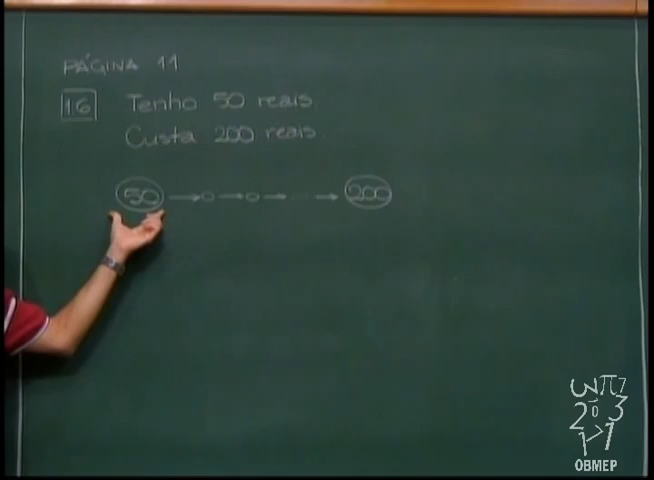 PÁGINA 11
16 Tenho 50 reais.
Custa 200 reais.
50 → o → o → → 200
OBMEP